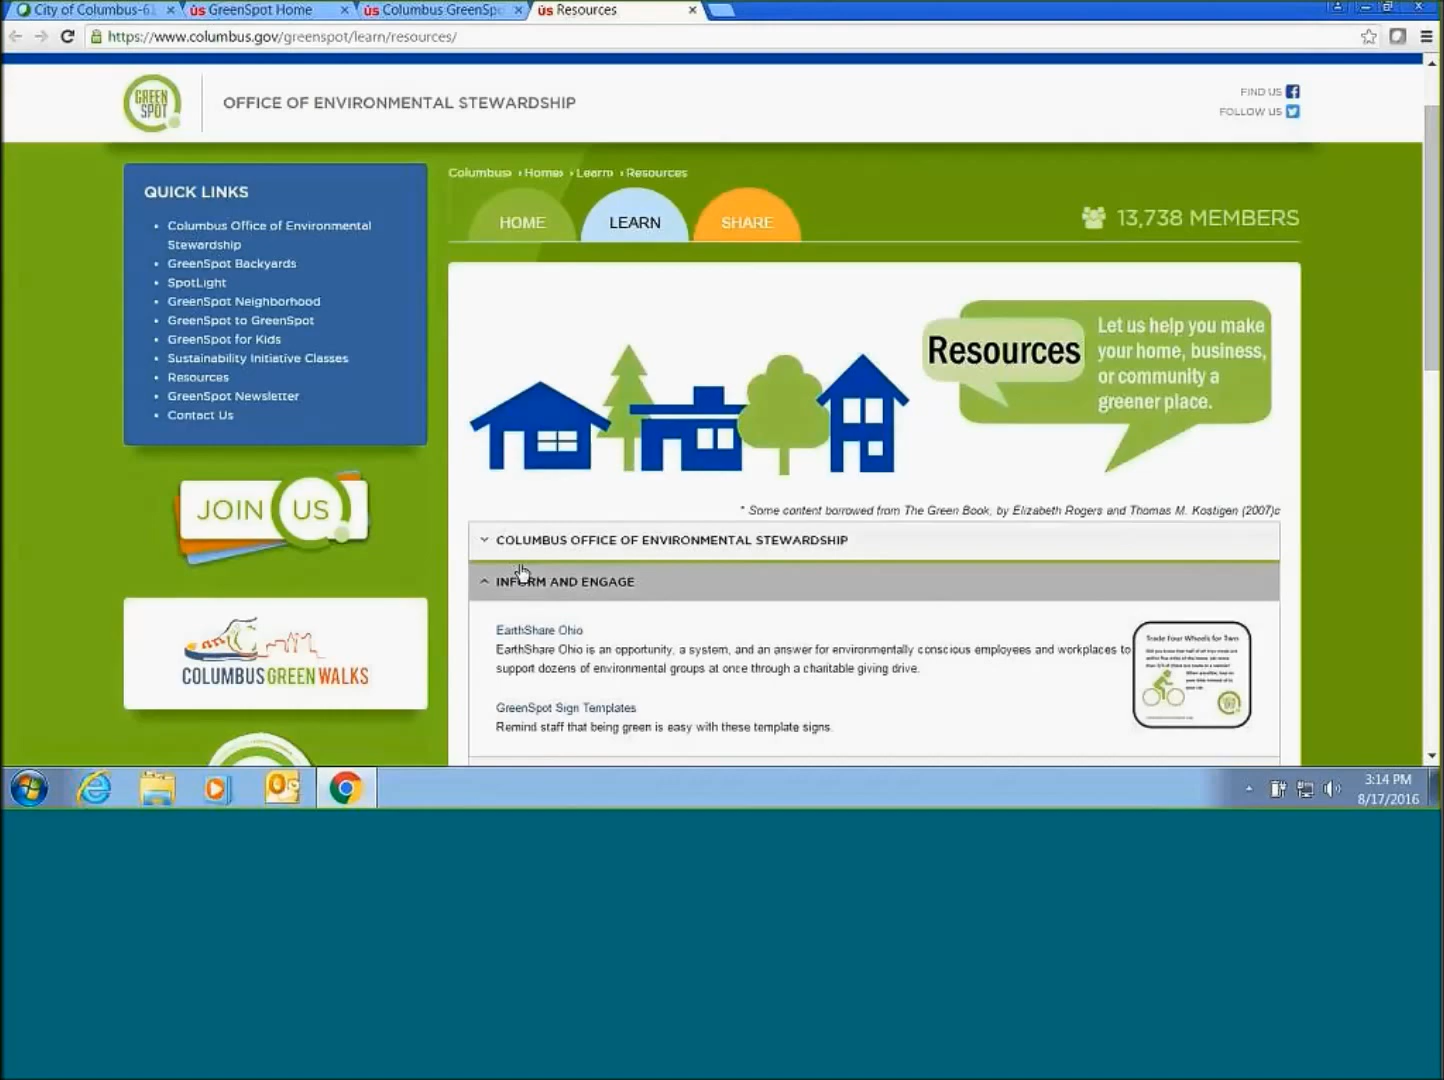 City of Columbus-6
GreenSpot Home
Columbus GreenSp
Resources
https://www.columbus.gov/greenspot/learn/resources/
GREEN
SPOT
OFFICE OF ENVIRONMENTAL STEWARDSHIP
FIND US
FOLLOW US
QUICK LINKS
Columbus Office of Environmental
Stewardship
GreenSpot Backyards
SpotLight
GreenSpot Neighborhood
GreenSpot to GreenSpot
GreenSpot for Kids
Sustainability Initiative Classes
Resources
GreenSpot Newsletter
Contact Us
JOIN US
COLUMBUS GREEN WALKS
Columbus › Home › Learn › Resources
HOME
LEARN
SHARE
13,738 MEMBERS
Resources
Let us help you make
your home, business,
or community a
greener place.
* Some content borrowed from The Green Book, by Elizabeth Rogers and Thomas M. Kostigen (2007)c
COLUMBUS OFFICE OF ENVIRONMENTAL STEWARDSHIP
INFORM AND ENGAGE
EarthShare Ohio
EarthShare Ohio is an opportunity, a system, and an answer for environmentally conscious employees and workplaces to
support dozens of environmental groups at once through a charitable giving drive.
GreenSpot Sign Templates
Remind staff that being green is easy with these template signs.
Trade Four Wheels for Two
3:14 PM
8/17/2016